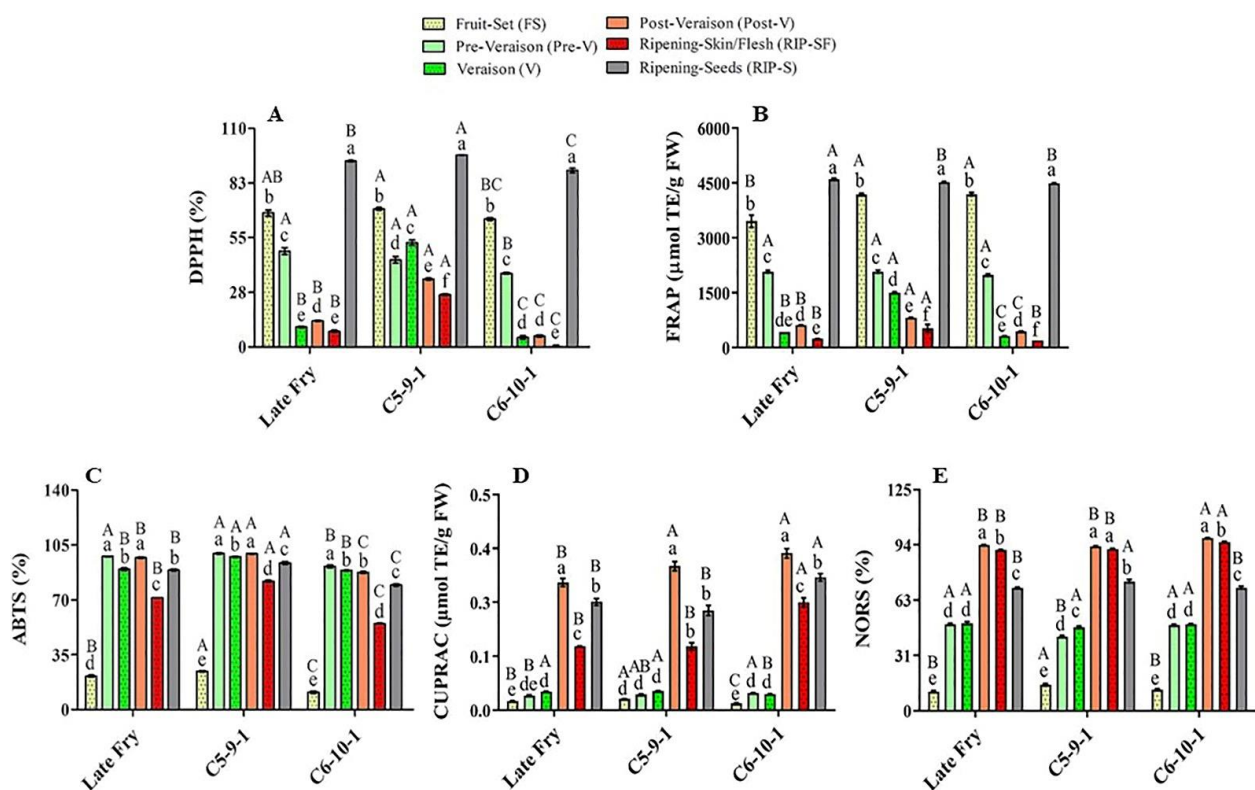 Fruit-Set (FS)
Pre-Veraison (Pre-V)
Veraison (V)
Post-Veraison (Post-V)
Ripening-Skin/Flesh (RIP-SF)
Ripening-Seeds (RIP-S)
A
DPPH (%)
110
83
55
28
0
AB A B B B B
b c e d e a
A A A A A A
b d c e f a
BC B C C C C
b c d d e a
Late Fry
C5-9-1
C6-10-1
B
FRAP (µmol TE/g FW)
6000
4500
3000
1500
0
B A B B B A
b c de d e a
A A A A A B
b c d e f a
A A C C B B
b c e d f a
Late Fry
C5-9-1
C6-10-1
C
ABTS (%)
140
105
70
35
0
B A B B B B
d a b a c b
A A A A A A
e a b a d c
C B B C C C
e a b b d c
Late Fry
C5-9-1
C6-10-1
D
CUPRAC (µmol TE/g FW)
0.5
0.4
0.3
0.1
0.0
B B A B B B
e de d a c b
A AB A A B B
d d d a b b
C A B A A A
e d d a c b
Late Fry
C5-9-1
C6-10-1
E
NORS (%)
125
94
63
31
0
B A A B B B
e d d a b c
A B A B B A
e d c a a b
B A A A A B
e d d a b c
Late Fry
C5-9-1
C6-10-1